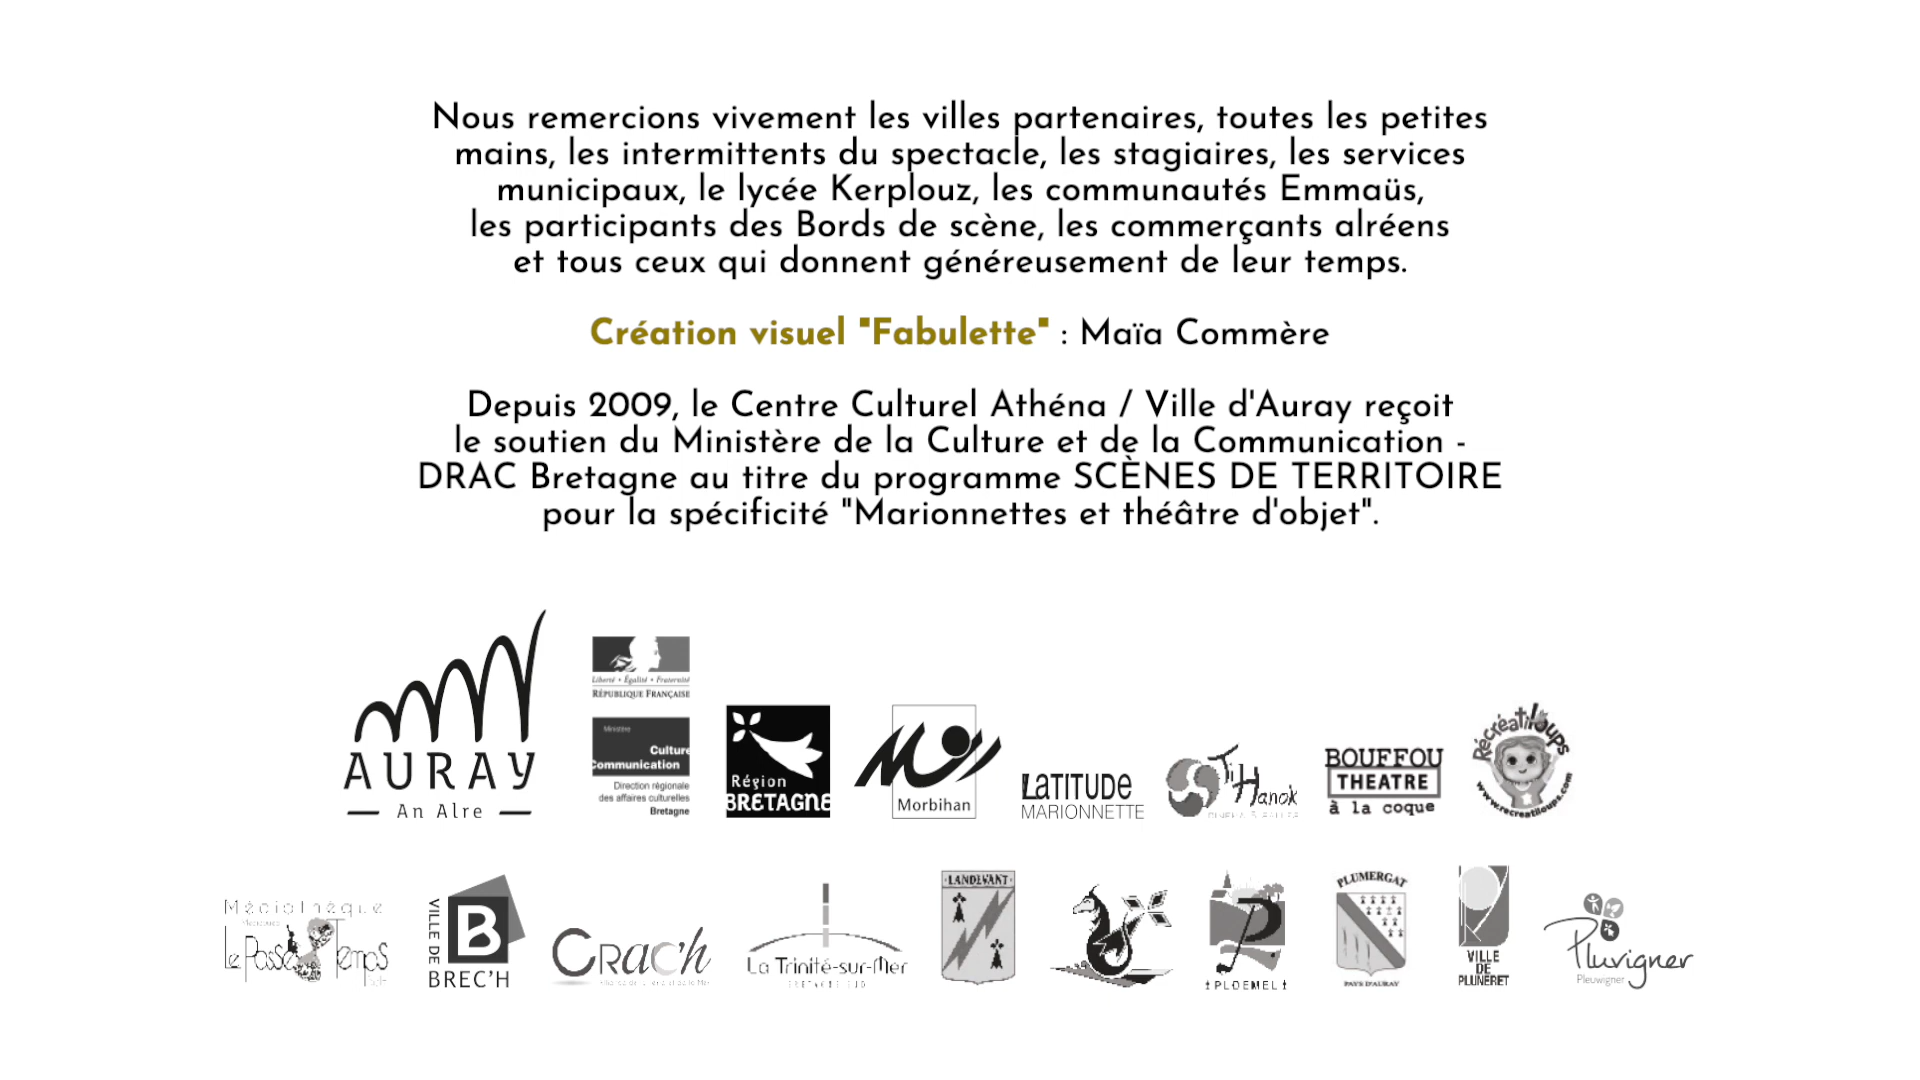 Nous remercions vivement les villes partenaires, toutes les petites
mains, les intermittents du spectacle, les stagiaires, les services
municipaux, le lycée Kerplouz, les communautés Emmaüs,
les participants des Bords de scène, les commerçants alréens
et tous ceux qui donnent généreusement de leur temps.
Création visuel "Fabulette" : Maïa Commère
Depuis 2009, le Centre Culturel Athéna / Ville d'Auray reçoit
le soutien du Ministère de la Culture et de la Communication -
DRAC Bretagne au titre du programme SCÈNES DE TERRITOIRE
pour la spécificité "Marionnettes et théâtre d'objet".
AURAY
An Alre
Liberté • Égalité • Fraternité
RÉPUBLIQUE FRANÇAISE
Ministère
Culture
Communication
Direction régionale
des affaires culturelles
Bretagne
Région
BRETAGNE
Morbihan
LATITUDE
MARIONNETTE
Ti Hanok
BOUFFOU
THEATRE
à la coque
Récréatiloups
www.recreatiloups.com
Médiathèque
Le Passe Temps
VILLE DE
B
BREC'H
CRAC'H
La Trinité-sur-Mer
BRETAGNE SUD
LANDEVANT
PLOEMEL
PLUMERGAT
PAYS D'AURAY
VILLE
DE
PLUNERET
Pluvigner
Pleuwigner